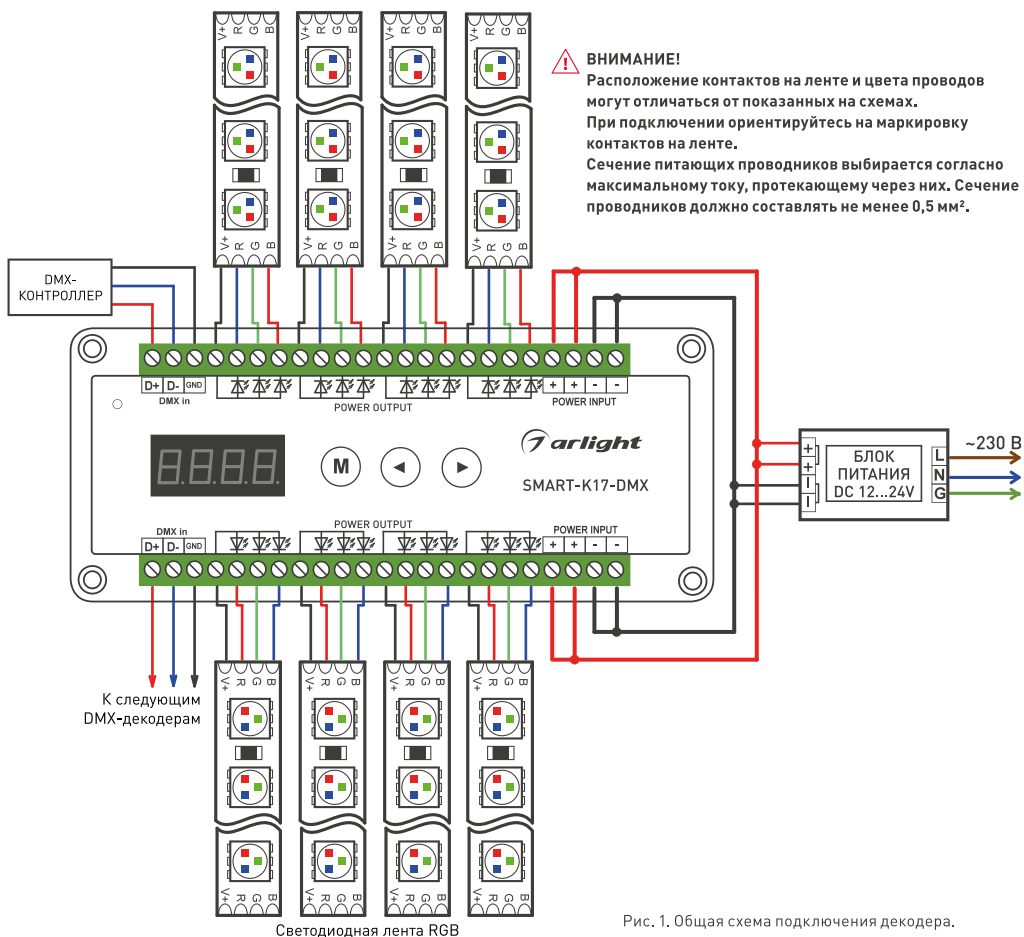 V+ R G B
V+ R G B
V+ R G B
V+ R G B
ВНИМАНИЕ!
Расположение контактов на ленте и цвета проводов
могут отличаться от показанных на схемах.
При подключении ориентируйтесь на маркировку
контактов на ленте.
Сечение питающих проводников выбирается согласно
максимальному току, протекающему через них. Сечение
проводников должно составлять не менее 0,5 мм².
V+ R G B
V+ R G B
V+ R G B
V+ R G B
DMX-
КОНТРОЛЛЕР
D+ D- GND
DMX in
POWER OUTPUT
+ + - -
POWER INPUT
8.8.8.8
M
arlight
SMART-K17-DMX
+
+
–
–
БЛОК
ПИТАНИЯ
DC 12...24V
L
N
G
~230 В
DMX in
D+ D- GND
POWER OUTPUT
POWER INPUT
+ + - -
К следующим
DMX-декодерам
V+ R G B
V+ R G B
V+ R G B
V+ R G B
V+ R G B
V+ R G B
V+ R G B
V+ R G B
Светодиодная лента RGB
Рис. 1. Общая схема подключения декодера.